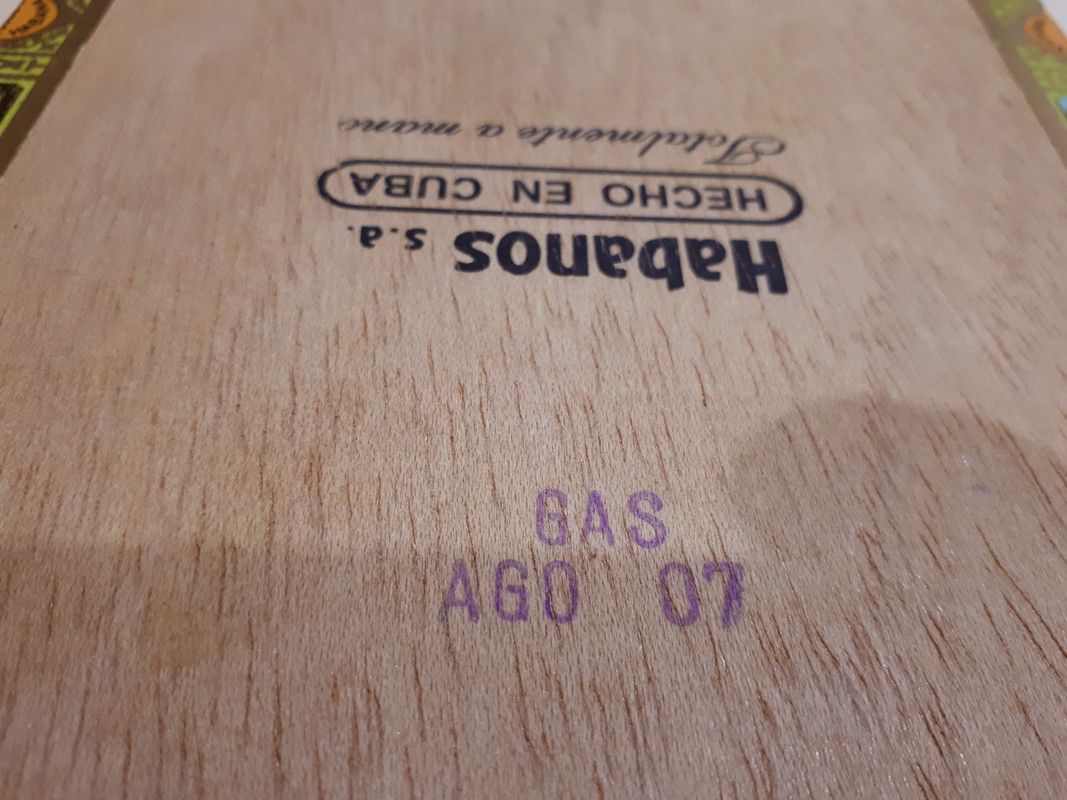 Habanos s.a.
HECHO EN CUBA
Totalmente a mano
GAS
AGO 07